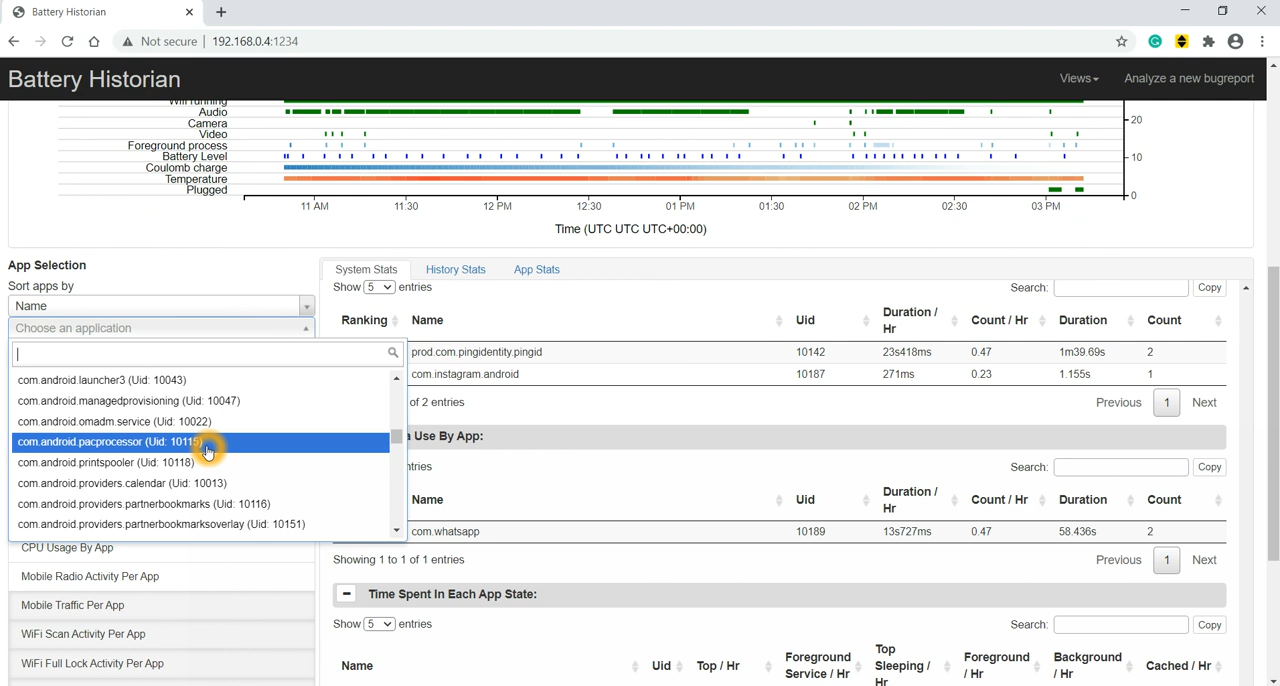 Battery Historian
Not secure | 192.168.0.4:1234
Battery Historian
Views
Analyze a new bugreport
Wifi running
Audio
Camera
Video
Foreground process
Battery Level
Coulomb charge
Temperature
Plugged
20
10
0
11 AM 11:30 12 PM 12:30 01 PM 01:30 02 PM 02:30 03 PM
Time (UTC UTC UTC+00:00)
App Selection
Sort apps by
Name
Choose an application
com.android.launcher3 (Uid: 10043)
com.android.managedprovisioning (Uid: 10047)
com.android.omadm.service (Uid: 10022)
com.android.pacprocessor (Uid: 10115)
com.android.printspooler (Uid: 10118)
com.android.providers.calendar (Uid: 10013)
com.android.providers.partnerbookmarks (Uid: 10116)
com.android.providers.partnerbookmarksoverlay (Uid: 10151)
CPU Usage By App
Mobile Radio Activity Per App
Mobile Traffic Per App
WiFi Scan Activity Per App
WiFi Full Lock Activity Per App
System Stats History Stats App Stats
Show 5 entries Search: Copy
Ranking Name Uid Duration / Hr Count / Hr Duration Count
prod.com.pingidentity.pingid 10142 23s418ms 0.47 1m39.69s 2
com.instagram.android 10187 271ms 0.23 1.155s 1
of 2 entries Previous 1 Next
Use By App:
tries Search: Copy
Name Uid Duration / Hr Count / Hr Duration Count
com.whatsapp 10189 13s727ms 0.47 58.436s 2
Showing 1 to 1 of 1 entries Previous 1 Next
Time Spent In Each App State:
Show 5 entries Search: Copy
Name Uid Top / Hr Foreground Service / Hr Top Sleeping / Hr Foreground / Hr Background / Hr Cached / Hr